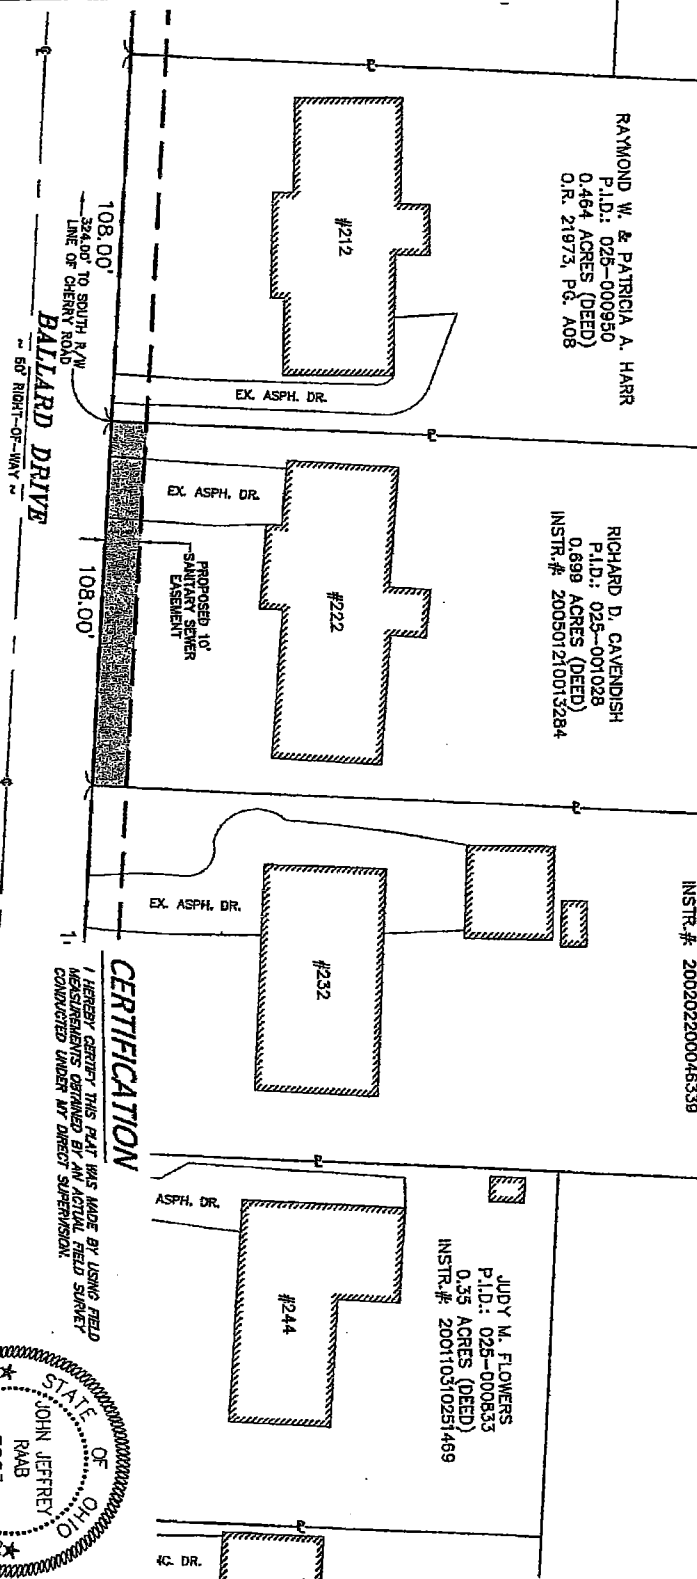 RAYMOND W. & PATRICIA A. HARR
P.I.D.: 025-000950
0.464 ACRES (DEED)
O.R. 21973, PG. A08
#212
EX. ASPH. DR.
108.00'
324.00' TO SOUTH R/W
LINE OF CHERRY ROAD
BALLARD DRIVE
~ 50' RIGHT-OF-WAY ~
RICHARD D. CAVENDISH
P.I.D.: 025-001028
0.699 ACRES (DEED)
INSTR.#: 200501210013284
#222
EX. ASPH. DR.
PROPOSED 10'
SANITARY SEWER
EASEMENT
108.00'
INSTR.# 200202200046339
#232
EX. ASPH. DR.
1.
CERTIFICATION
I HEREBY CERTIFY THIS PLAT WAS MADE BY USING FIELD
MEASUREMENTS OBTAINED BY AN ACTUAL FIELD SURVEY
CONDUCTED UNDER MY DIRECT SUPERVISION.
JUDY M. FLOWERS
P.I.D.: 025-000833
0.35 ACRES (DEED)
INSTR.#: 200110310251469
ASPH. DR.
#244
STATE OF OHIO
JOHN JEFFREY
RAAB
DR.